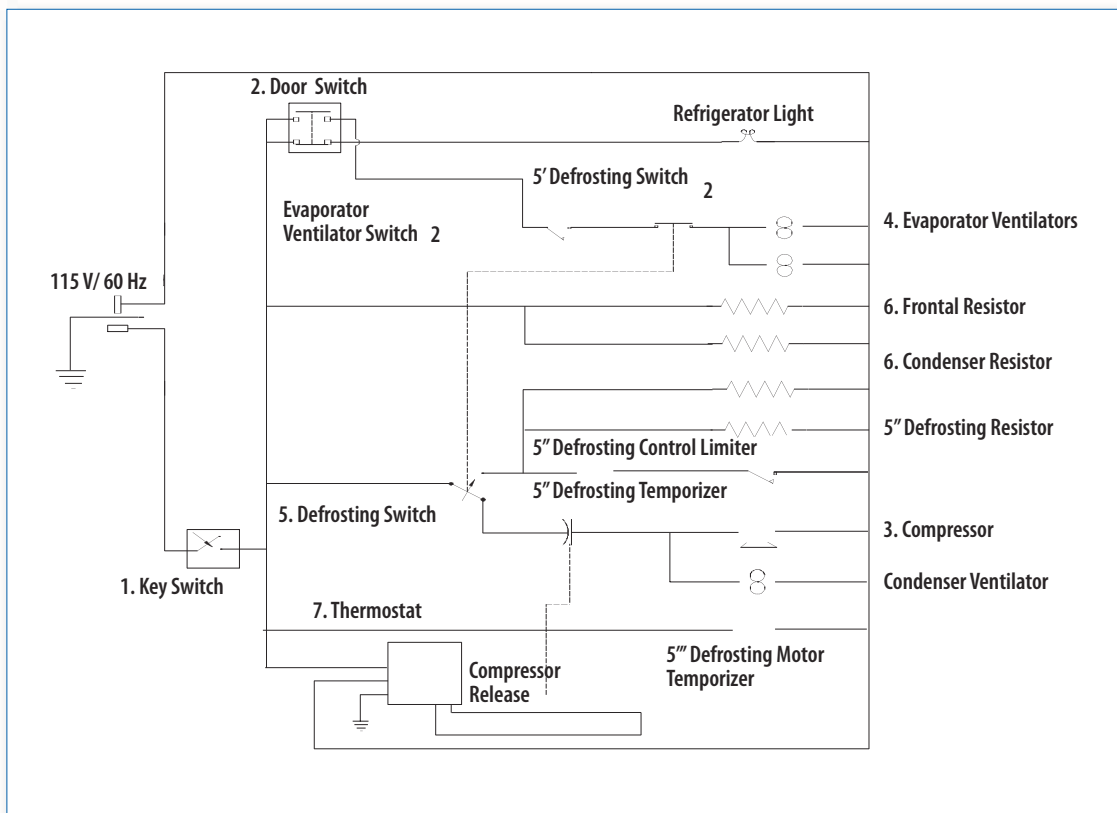 2. Door Switch
Refrigerator Light
5' Defrosting Switch 2
Evaporator
Ventilator Switch 2
4. Evaporator Ventilators
115 V/ 60 Hz
6. Frontal Resistor
6. Condenser Resistor
5" Defrosting Resistor
5" Defrosting Control Limiter
5" Defrosting Temporizer
5. Defrosting Switch
3. Compressor
1. Key Switch
Condenser Ventilator
7. Thermostat
5"' Defrosting Motor
Temporizer
Compressor
Release